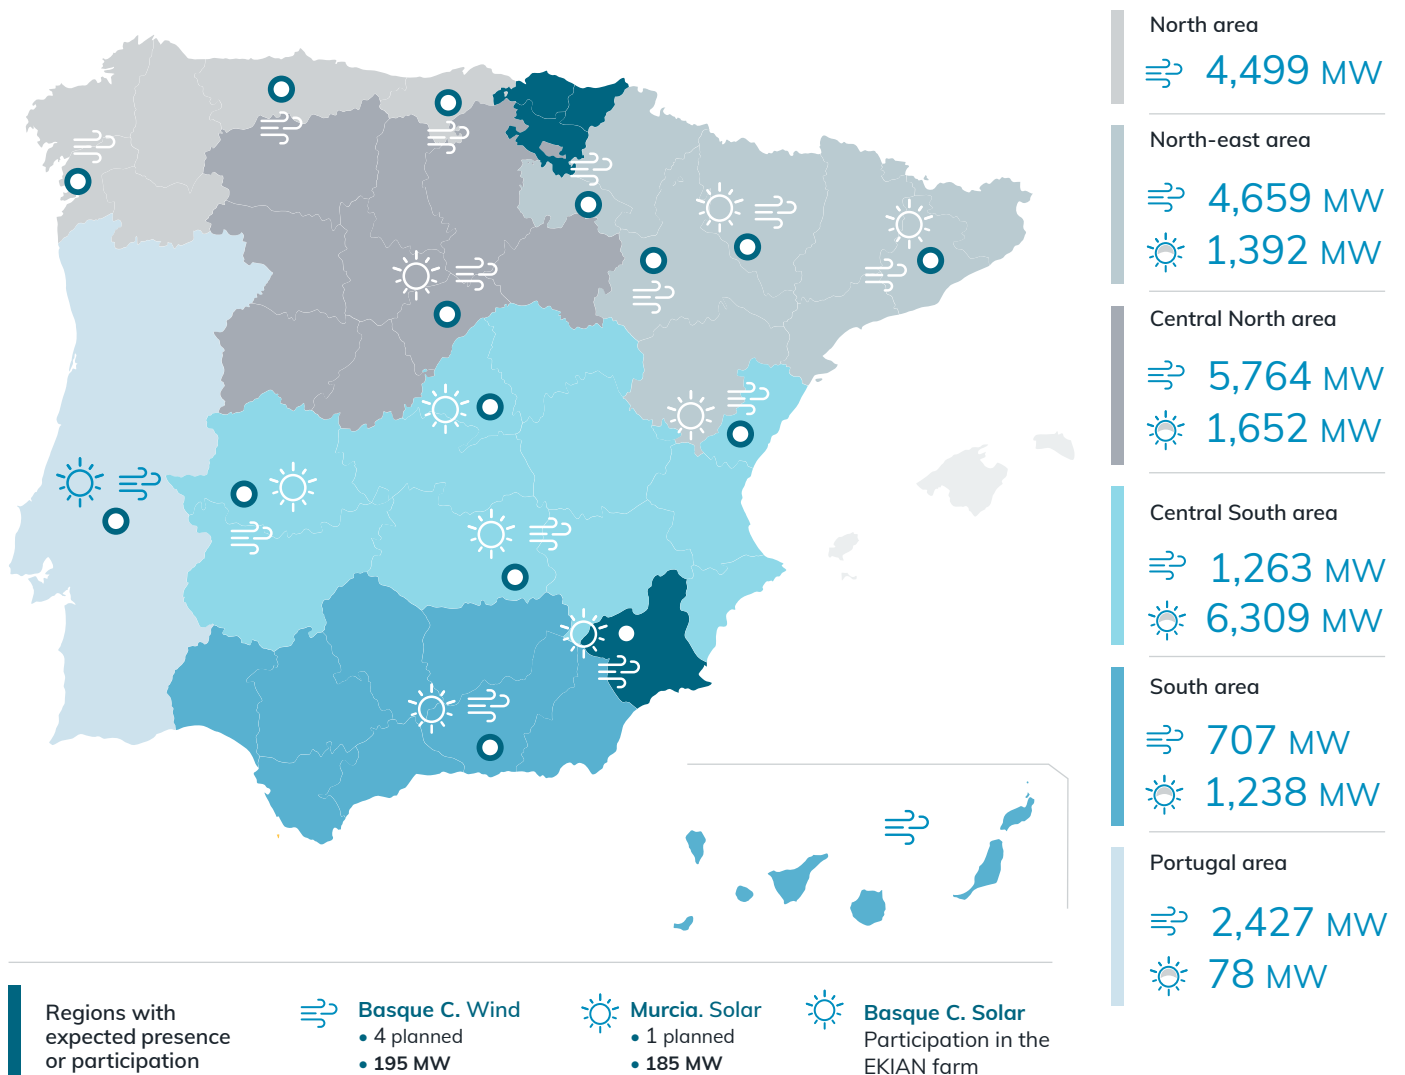 North area
4,499 MW
North-east area
4,659 MW
1,392 MW
Central North area
5,764 MW
1,652 MW
Central South area
1,263 MW
6,309 MW
South area
707 MW
1,238 MW
Portugal area
2,427 MW
78 MW
Regions with
expected presence
or participation
Basque C. Wind
• 4 planned
• 195 MW
Murcia. Solar
• 1 planned
• 185 MW
Basque C. Solar
Participation in the
EKIAN farm